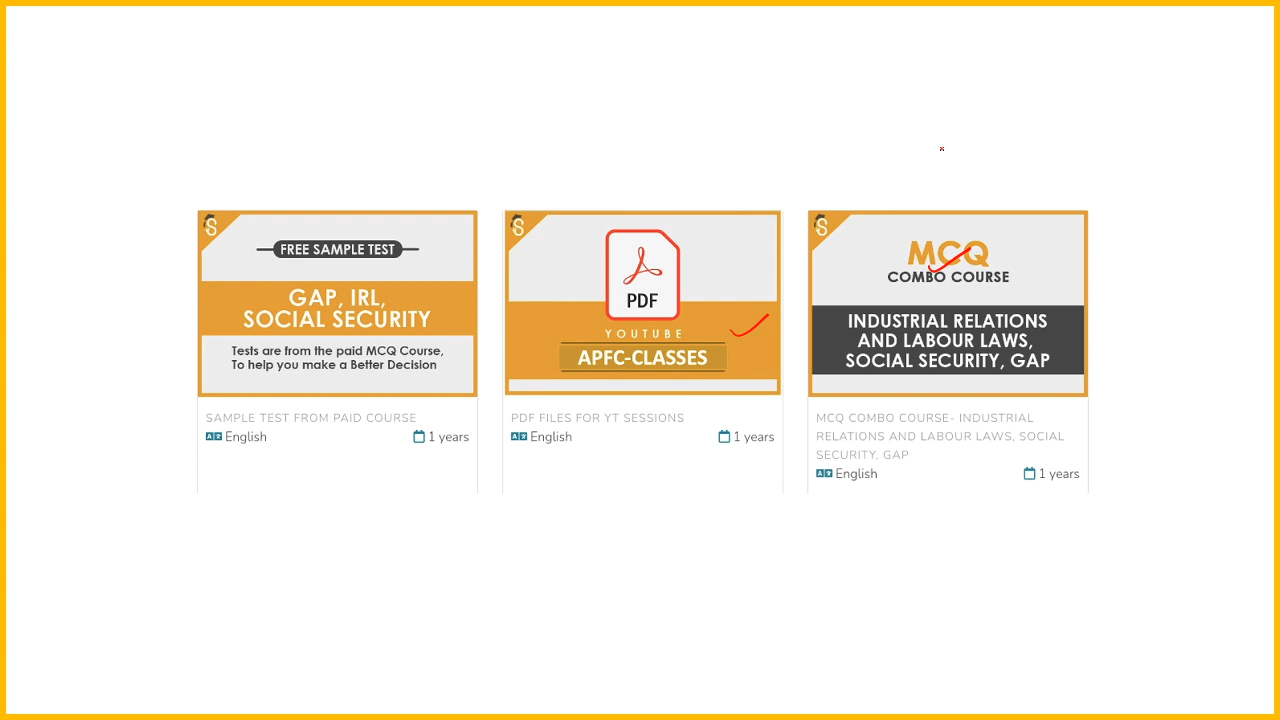 FREE SAMPLE TEST
GAP, IRL,
SOCIAL SECURITY
Tests are from the paid MCQ Course,
To help you make a Better Decision
SAMPLE TEST FROM PAID COURSE
English
1 years
PDF
YOUTUBE
APFC-CLASSES
PDF FILES FOR YT SESSIONS
English
1 years
MCQ
COMBO COURSE
INDUSTRIAL RELATIONS
AND LABOUR LAWS,
SOCIAL SECURITY, GAP
MCQ COMBO COURSE- INDUSTRIAL
RELATIONS AND LABOUR LAWS, SOCIAL
SECURITY, GAP
English
1 years